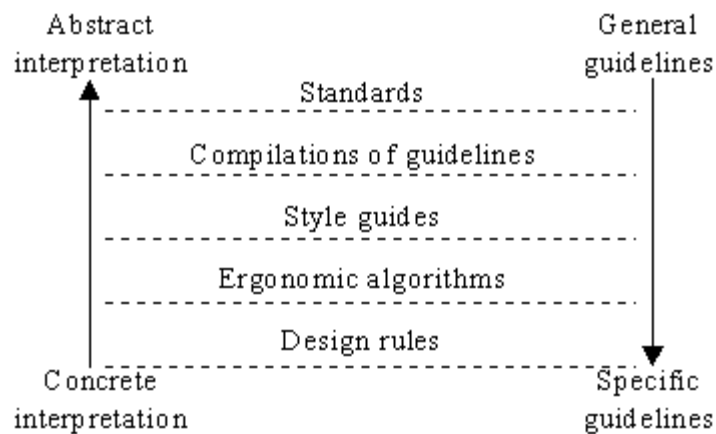 Abstract
interpretation
General
guidelines
Standards
Compilations of guidelines
Style guides
Ergonomic algorithms
Design rules
Concrete
interpretation
Specific
guidelines